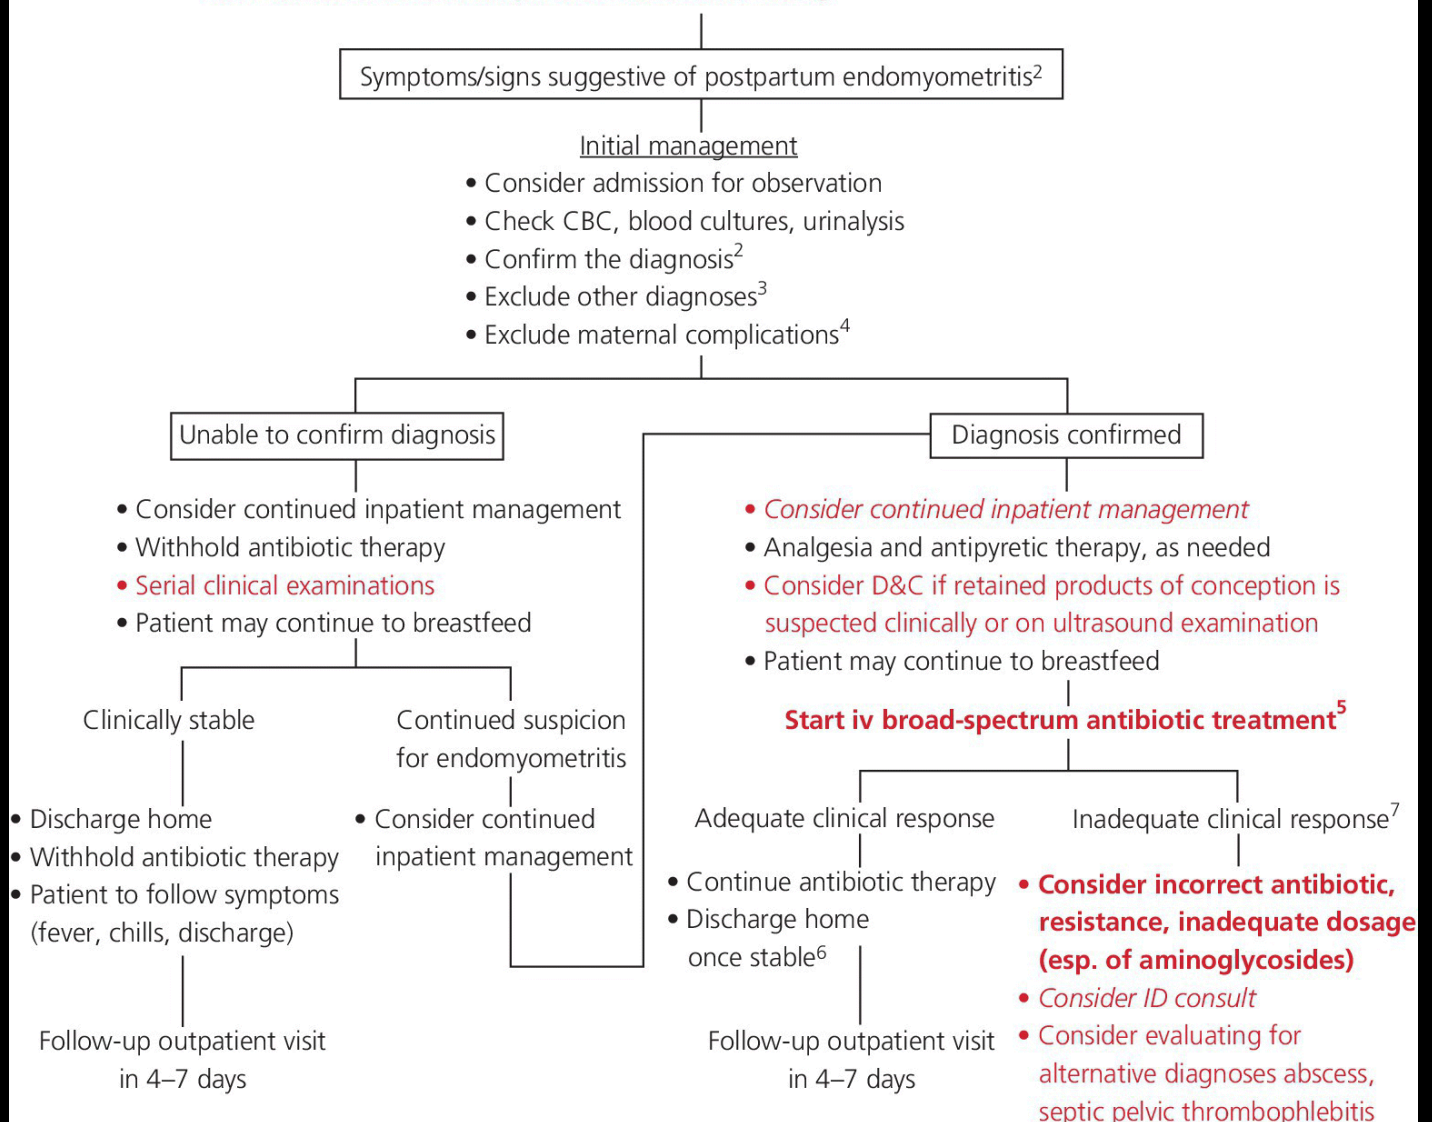 Symptoms/signs suggestive of postpartum endomyometritis2
Initial management
• Consider admission for observation
• Check CBC, blood cultures, urinalysis
• Confirm the diagnosis2
• Exclude other diagnoses3
• Exclude maternal complications4
Unable to confirm diagnosis
• Consider continued inpatient management
• Withhold antibiotic therapy
• Serial clinical examinations
• Patient may continue to breastfeed
Clinically stable
• Discharge home
• Withhold antibiotic therapy
• Patient to follow symptoms
(fever, chills, discharge)
Follow-up outpatient visit
in 4–7 days
Continued suspicion
for endomyometritis
• Consider continued
inpatient management
Diagnosis confirmed
• Consider continued inpatient management
• Analgesia and antipyretic therapy, as needed
• Consider D&C if retained products of conception is
suspected clinically or on ultrasound examination
• Patient may continue to breastfeed
Start iv broad-spectrum antibiotic treatment5
Adequate clinical response
• Continue antibiotic therapy
• Discharge home
once stable6
Follow-up outpatient visit
in 4–7 days
Inadequate clinical response7
• Consider incorrect antibiotic,
resistance, inadequate dosage
(esp. of aminoglycosides)
• Consider ID consult
• Consider evaluating for
alternative diagnoses abscess,
septic pelvic thrombophlebitis